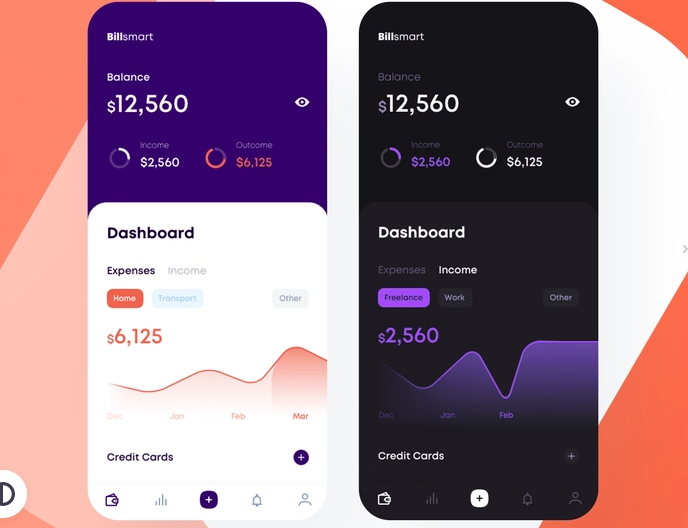 Billsmart
Balance
$12,560
Income
$2,560
Outcome
$6,125
Dashboard
Expenses Income
Home Transport Other
$6,125
Dec Jan Feb Mar
Credit Cards
Billsmart
Balance
$12,560
Income
$2,560
Outcome
$6,125
Dashboard
Expenses Income
Freelance Work Other
$2,560
Dec Jan Feb
Credit Cards